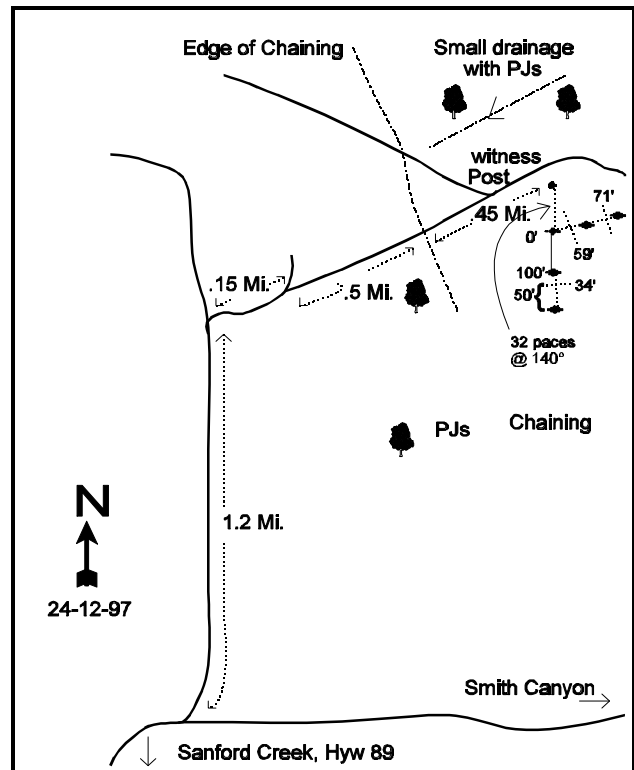 Edge of Chaining
Small drainage
with PJs
witness
Post
71'
.45 Mi.
0'
59'
.15 Mi.
.5 Mi.
100'
34'
50'
32 paces
@ 140°
PJs
Chaining
N
1.2 Mi.
24-12-97
Smith Canyon
Sanford Creek, Hyw 89